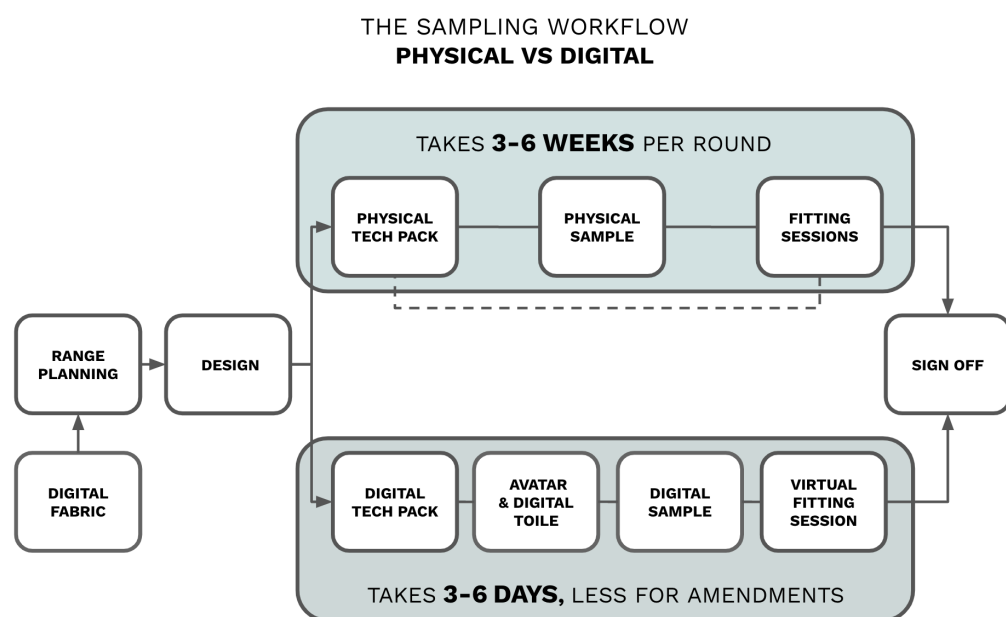 THE SAMPLING WORKFLOW
PHYSICAL VS DIGITAL
TAKES 3-6 WEEKS PER ROUND
PHYSICAL
TECH PACK
PHYSICAL
SAMPLE
FITTING
SESSIONS
RANGE
PLANNING
DESIGN
SIGN OFF
DIGITAL
FABRIC
DIGITAL
TECH PACK
AVATAR
& DIGITAL
TOILE
DIGITAL
SAMPLE
VIRTUAL
FITTING
SESSION
TAKES 3-6 DAYS, LESS FOR AMENDMENTS